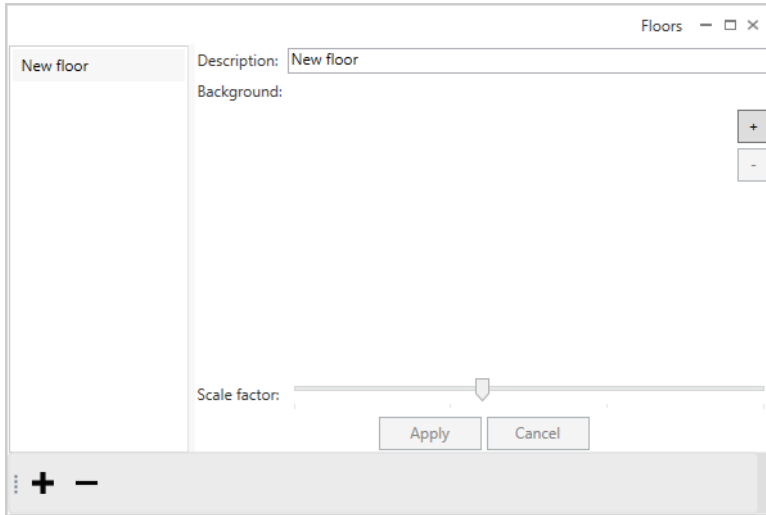 Floors
New floor
Description: New floor
Background:
+
-
Scale factor:
Apply Cancel